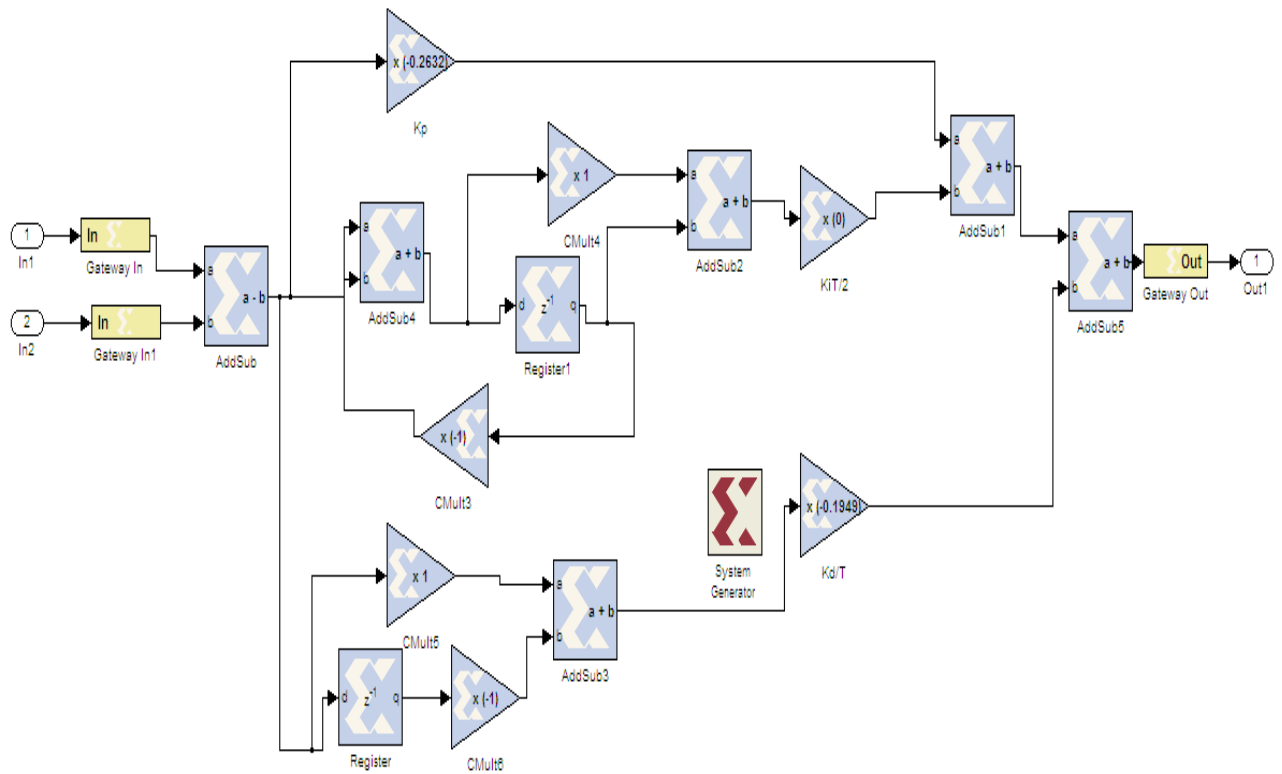 x (-0.2632)
Kp
x 1
CMult4
a
b
a + b
AddSub2
x (0)
KiT/2
a
b
a + b
AddSub1
1
In1
In
Gateway In
2
In2
In
Gateway In1
a
b
a - b
AddSub
a
b
a + b
AddSub4
d
z-1
q
Register1
x (-1)
CMult3
a
b
a + b
AddSub5
Out
Gateway Out
1
Out1
System
Generator
x (-0.1949)
Kd/T
x 1
CMult5
a
b
a + b
AddSub3
d
z-1
q
Register
x (-1)
CMult6